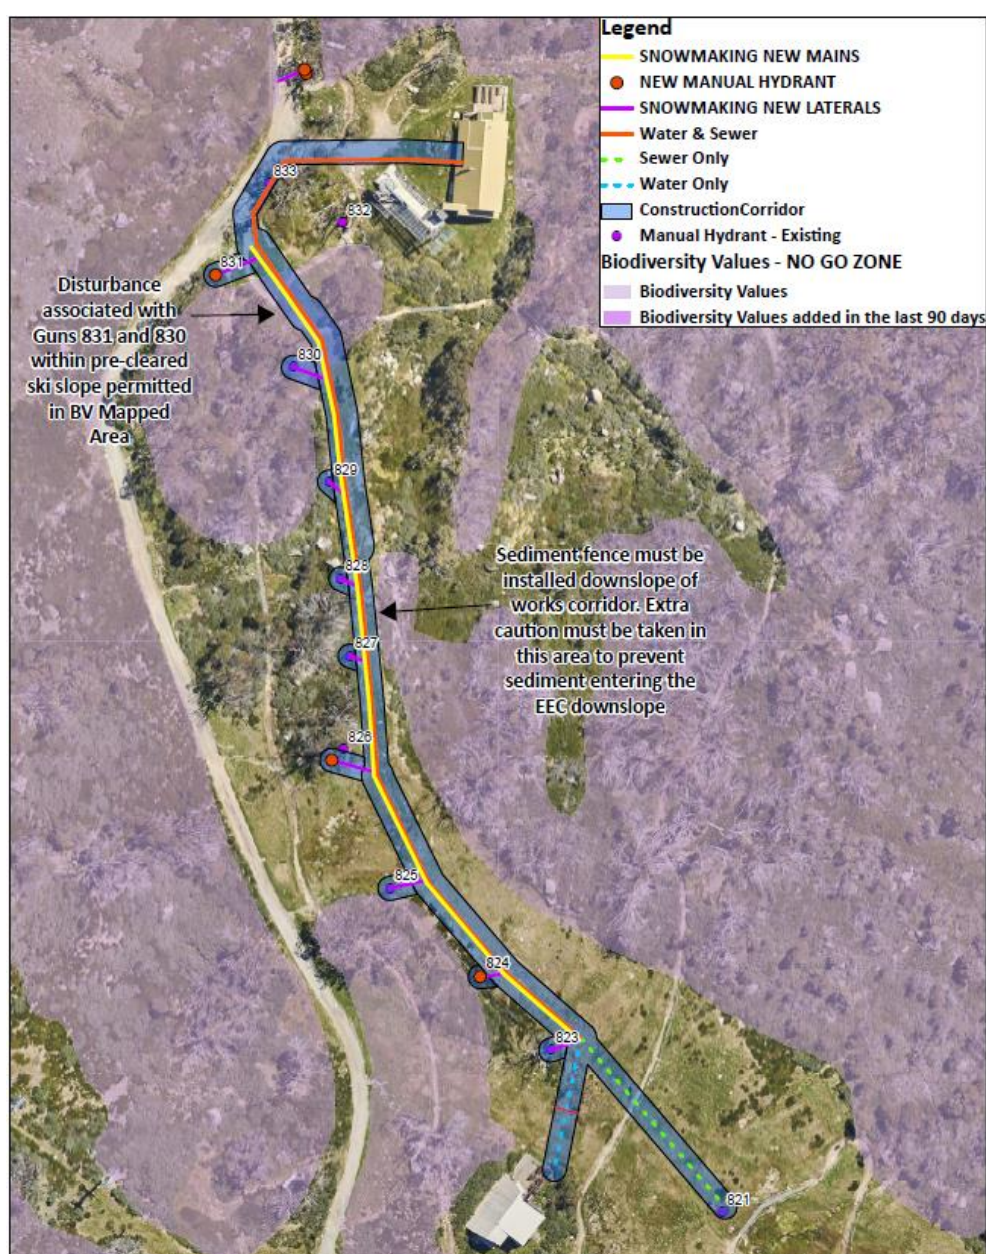 Legend
SNOWMAKING NEW MAINS
NEW MANUAL HYDRANT
SNOWMAKING NEW LATERALS
Water & Sewer
Sewer Only
Water Only
ConstructionCorridor
Manual Hydrant - Existing
Biodiversity Values - NO GO ZONE
Biodiversity Values
Biodiversity Values added in the last 90 days
833
832
831
Disturbance
associated with
Guns 831 and 830
within pre-cleared
ski slope permitted
in BV Mapped
Area
830
829
828
Sediment fence must be
installed downslope of
works corridor. Extra
caution must be taken in
this area to prevent
sediment entering the
EEC downslope
827
826
825
824
823
821